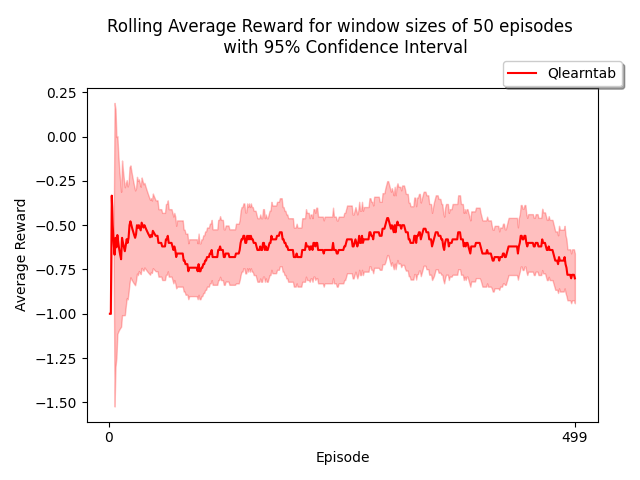 Rolling Average Reward for window sizes of 50 episodes
with 95% Confidence Interval
Qlearntab
0.25
0.00
−0.25
−0.50
−0.75
−1.00
−1.25
−1.50
Average Reward
0
499
Episode